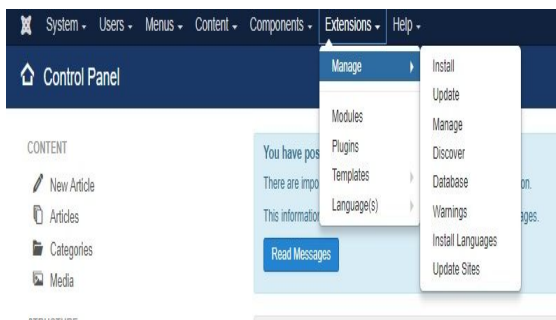 System Users Menus Content Components Extensions Help
Control Panel
Manage
Modules
Plugins
Templates
Language(s)
Install
Update
Manage
Discover
Database
Warnings
Install Languages
Update Sites
CONTENT
New Article
Articles
Categories
Media
You have pos
There are impo
on.
This information
ages.
Read Messages